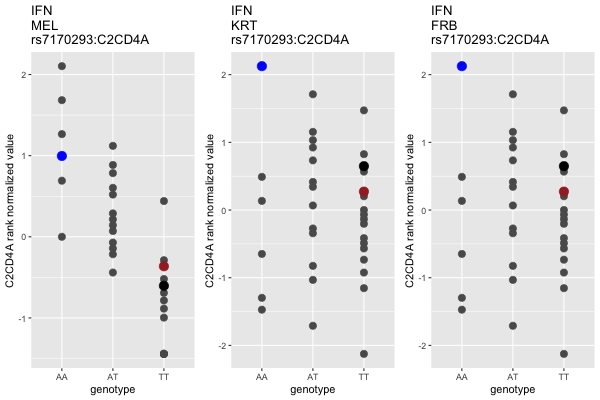 IFN
MEL
rs7170293:C2CD4A
C2CD4A rank normalized value
2
1
0
-1
AA
AT
TT
genotype
IFN
KRT
rs7170293:C2CD4A
C2CD4A rank normalized value
2
1
0
-1
-2
AA
AT
TT
genotype
IFN
FRB
rs7170293:C2CD4A
C2CD4A rank normalized value
2
1
0
-1
-2
AA
AT
TT
genotype